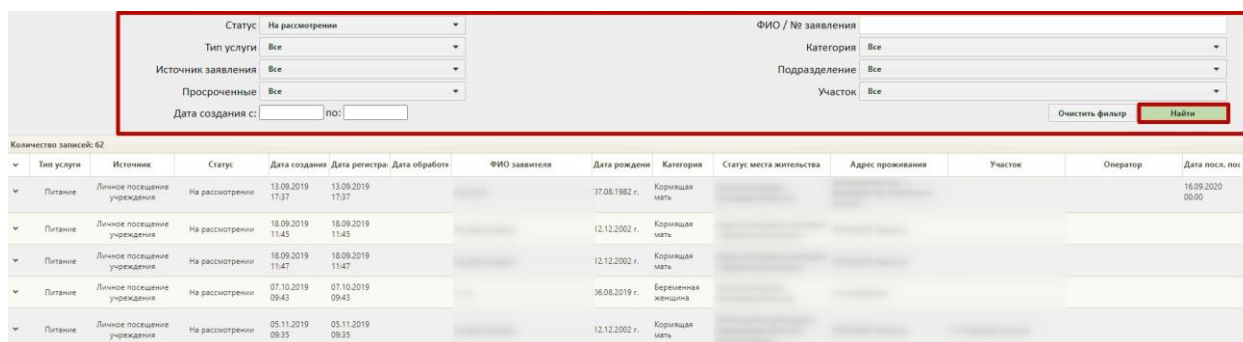 Статус На рассмотрении ФИО / № заявления
Тип услуги Все Категория Все
Источник заявления Все Подразделение Все
Просроченные Все Участок Все
Дата создания с: по: Очистить фильтр Найти
Количество записей: 62
Тип услуги Источник Статус Дата создания Дата регистра Дата обработ ФИО заявителя Дата рождени Категория Статус места жительства Адрес проживания Участок Оператор Дата посл. пос
Питание Личное посещение На рассмотрении 13.09.2019 13.09.2019 07.08.1982 г. Кормящая 16.09.2020
учреждения 17:37 17:37 мать 00:00
Питание Личное посещение На рассмотрении 18.09.2019 18.09.2019 12.12.2002 г. Кормящая
учреждения 11:45 11:45 мать
Питание Личное посещение На рассмотрении 18.09.2019 18.09.2019 12.12.2002 г. Кормящая
учреждения 11:47 11:47 мать
Питание Личное посещение На рассмотрении 07.10.2019 07.10.2019 06.08.2019 г. Беременная
учреждения 09:43 09:43 женщина
Питание Личное посещение На рассмотрении 05.11.2019 05.11.2019 12.12.2002 г. Кормящая
учреждения 09:35 09:35 мать